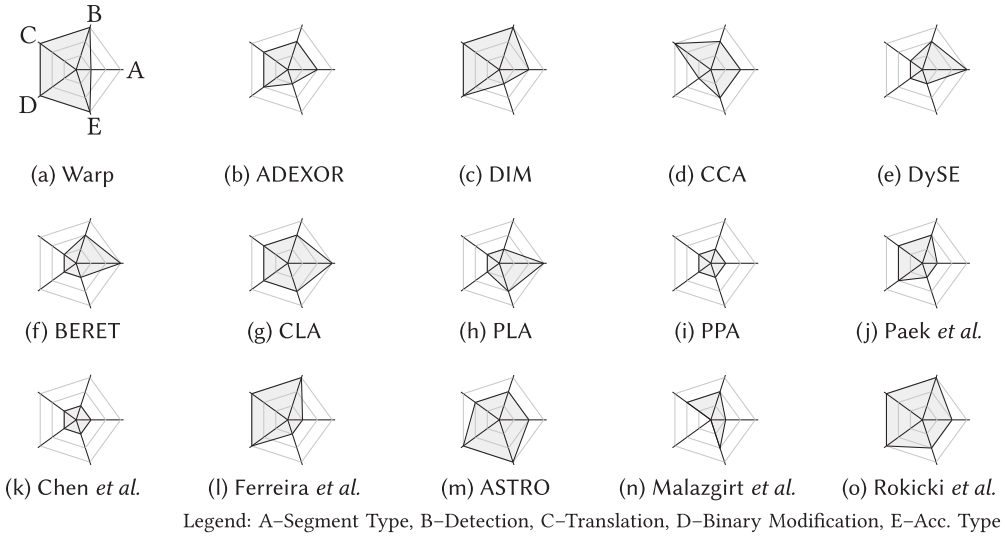 B
C
A
D
E
(a) Warp
(b) ADEXOR
(c) DIM
(d) CCA
(e) DySE
(f) BERET
(g) CLA
(h) PLA
(i) PPA
(j) Paek et al.
(k) Chen et al.
(l) Ferreira et al.
(m) ASTRO
(n) Malazgirt et al.
(o) Rokicki et al.
Legend: A–Segment Type, B–Detection, C–Translation, D–Binary Modification, E–Acc. Type